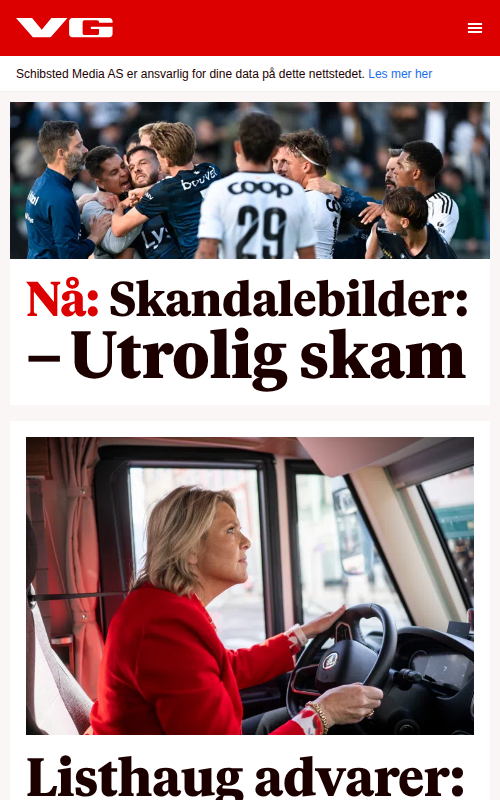 VG
Schibsted Media AS er ansvarlig for dine data på dette nettstedet. Les mer her
bouvet
coop
29
Ly
Nå: Skandalebilder:
– Utrolig skam
Listhaug advarer: